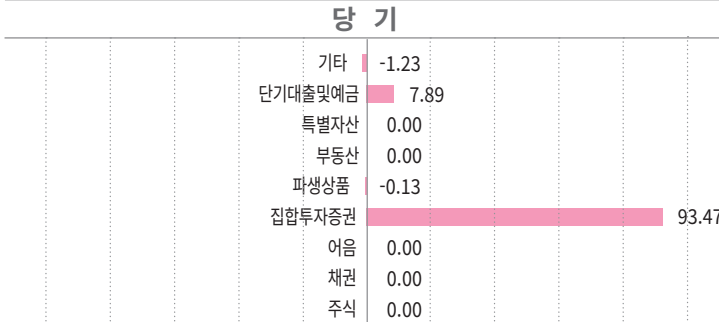 당 기
기타 -1.23
단기대출및예금 7.89
특별자산 0.00
부동산 0.00
파생상품 -0.13
집합투자증권 93.47
어음 0.00
채권 0.00
주식 0.00